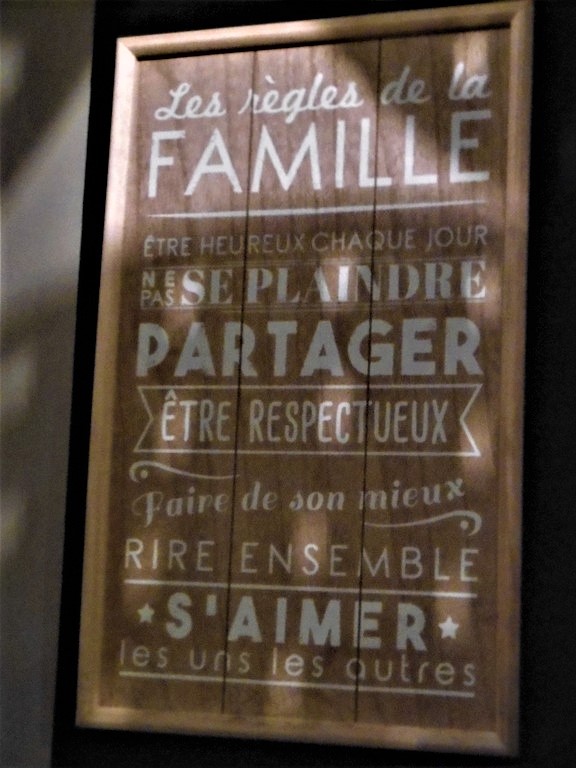 Les règles de la
FAMILLE
ÊTRE HEUREUX CHAQUE JOUR
NE PAS SE PLAINDRE
PARTAGER
ÊTRE RESPECTUEUX
Faire de son mieux
RIRE ENSEMBLE
S'AIMER
les uns les autres